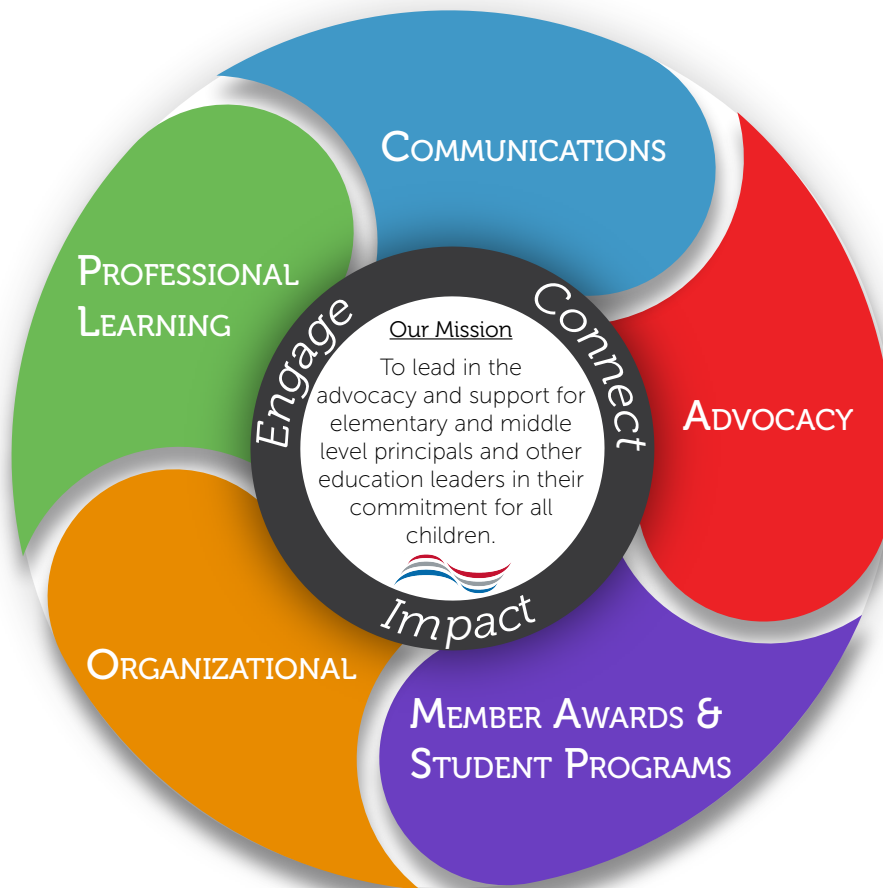 COMMUNICATIONS
PROFESSIONAL
LEARNING
ADVOCACY
ORGANIZATIONAL
MEMBER AWARDS &
STUDENT PROGRAMS
Engage
Connect
Impact
Our Mission
To lead in the
advocacy and support for
elementary and middle
level principals and other
education leaders in their
commitment for all
children.